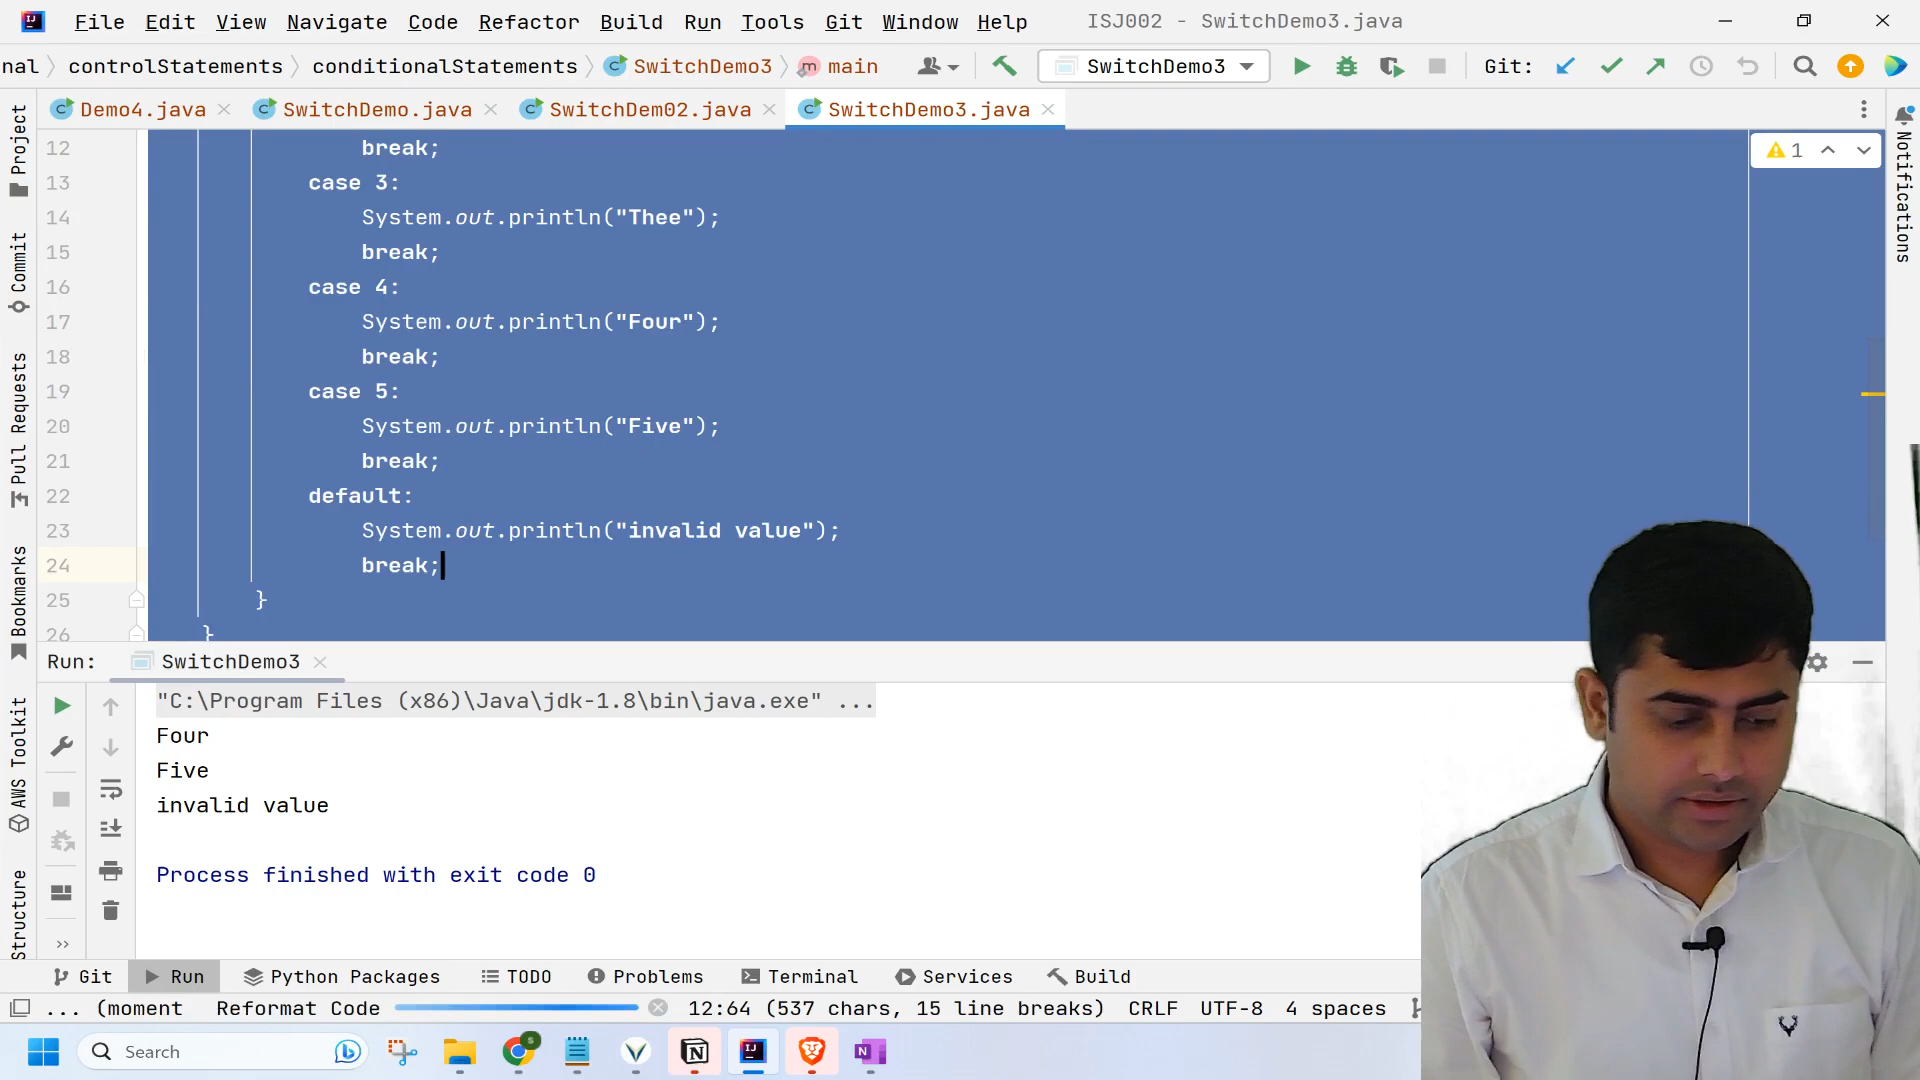 File Edit View Navigate Code Refactor Build Run Tools Git Window Help ISJ002 - SwitchDemo3.java
nal controlStatements conditionalStatements SwitchDemo3 main SwitchDemo3 Git:
Demo4.java SwitchDemo.java SwitchDem02.java SwitchDemo3.java
Project
Commit
Pull Requests
Bookmarks
AWS Toolkit
Structure
Notifications
1
12 break;
13 case 3:
14 System.out.println("Thee");
15 break;
16 case 4:
17 System.out.println("Four");
18 break;
19 case 5:
20 System.out.println("Five");
21 break;
22 default:
23 System.out.println("invalid value");
24 break;
25 }
26 }
Run: SwitchDemo3
"C:\Program Files (x86)\Java\jdk-1.8\bin\java.exe" ...
Four
Five
invalid value
Process finished with exit code 0
Git Run Python Packages TODO Problems Terminal Services Build
... (moment Reformat Code 12:64 (537 chars, 15 line breaks) CRLF UTF-8 4 spaces
Search